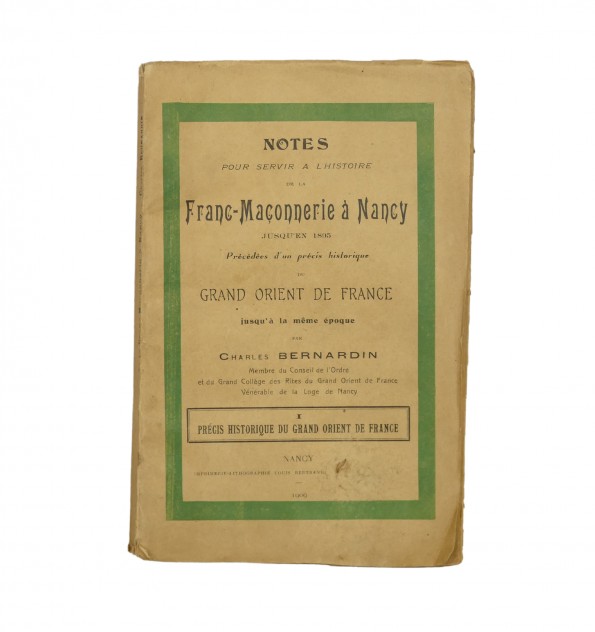 NOTES
POUR SERVIR A L'HISTOIRE
DE LA
Franc-Maçonnerie à Nancy
JUSQU'EN 1805
Précédées d'un précis historique
DU
GRAND ORIENT DE FRANCE
jusqu'à la même époque
PAR
CHARLES BERNARDIN
Membre du Conseil de l'Ordre
et du Grand Collège des Rites du Grand Orient de France
Vénérable de la Loge de Nancy
I
PRÉCIS HISTORIQUE DU GRAND ORIENT DE FRANCE
NANCY
LOUIS